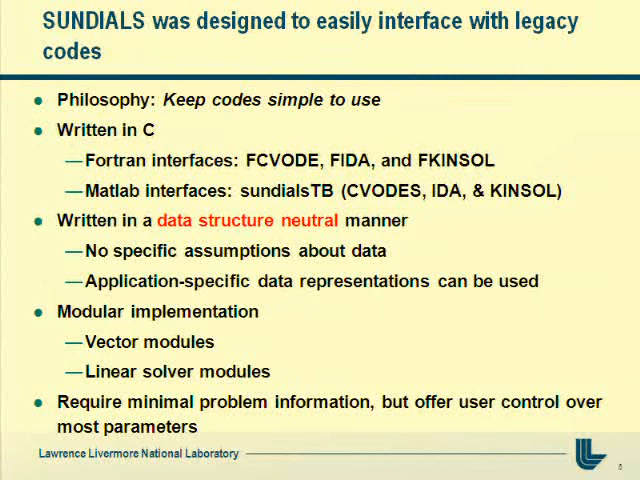 SUNDIALS was designed to easily interface with legacy
codes
● Philosophy: Keep codes simple to use
● Written in C
—Fortran interfaces: FCVODE, FIDA, and FKINSOL
—Matlab interfaces: sundialsTB (CVODES, IDA, & KINSOL)
● Written in a data structure neutral manner
—No specific assumptions about data
—Application-specific data representations can be used
● Modular implementation
—Vector modules
—Linear solver modules
● Require minimal problem information, but offer user control over
most parameters
Lawrence Livermore National Laboratory